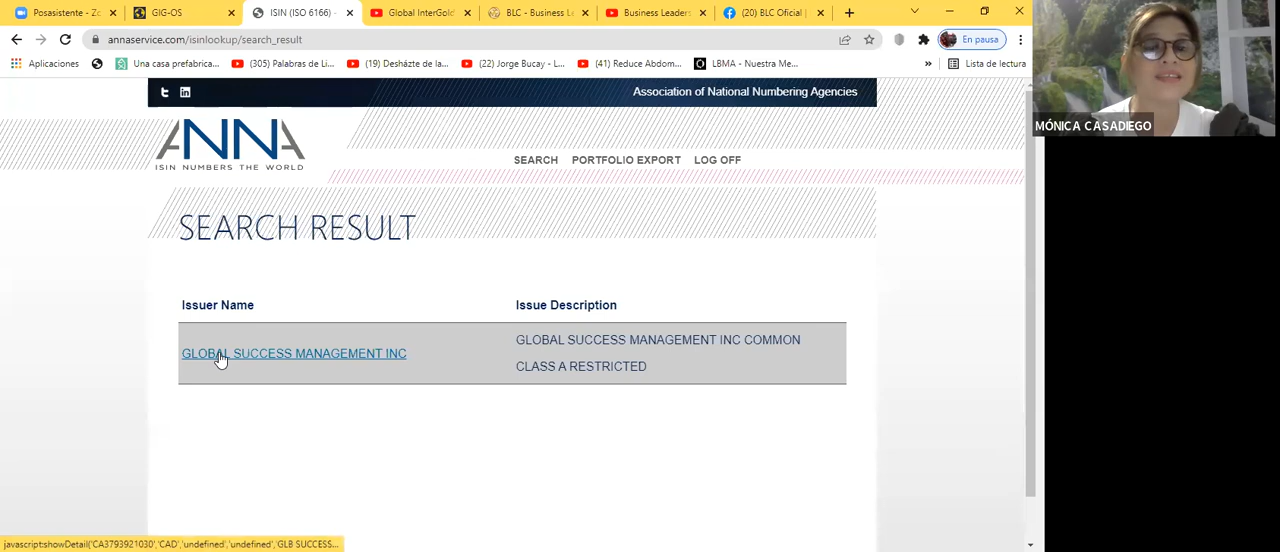 Posasistente - Zo
GIG-OS
ISIN (ISO 6166) -
Global InterGold
BLC - Business Le
Business Leaders
(20) BLC Oficial |
annaservice.com/isinlookup/search_result
En pausa
Aplicaciones
Una casa prefabrica...
(305) Palabras de Li...
(19) Desházte de la...
(22) Jorge Bucay - L...
(41) Reduce Abdom...
LBMA - Nuestra Me...
»
Lista de lectura
MÓNICA CASADIEGO
Association of National Numbering Agencies
ANNA
ISIN NUMBERS THE WORLD
SEARCH PORTFOLIO EXPORT LOG OFF
SEARCH RESULT
Issuer Name
Issue Description
GLOBAL SUCCESS MANAGEMENT INC
GLOBAL SUCCESS MANAGEMENT INC COMMON
CLASS A RESTRICTED
javascript:showDetail('CA3793921030','CAD','undefined','undefined','GLB SUCCESS...